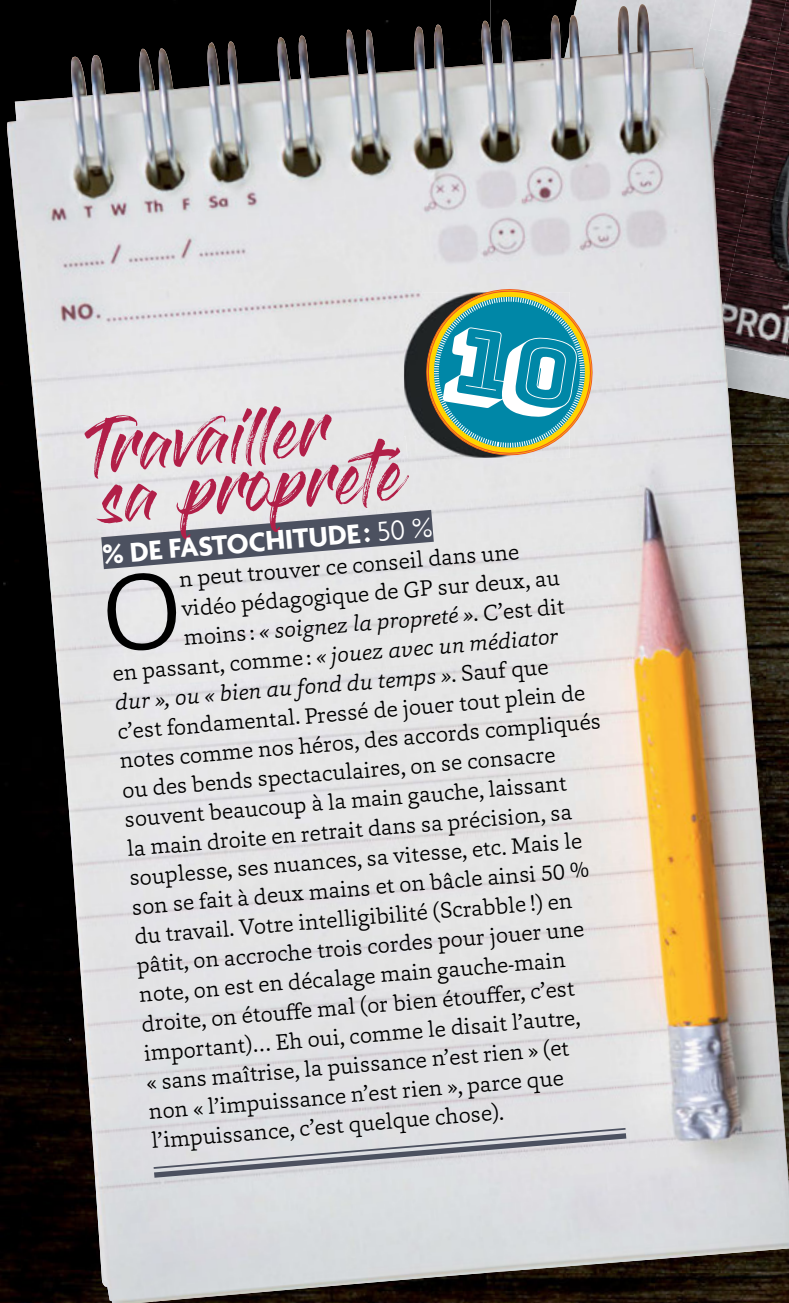 M T W Th F Sa S
........ / ......... / .........
NO. ..........................................................
10
PROP
Travailler
sa propreté
% DE FASTOCHITUDE : 50 %
On peut trouver ce conseil dans une
vidéo pédagogique de GP sur deux, au
moins : « soignez la propreté ». C’est dit
en passant, comme : « jouez avec un médiator
dur », ou « bien au fond du temps ». Sauf que
c’est fondamental. Pressé de jouer tout plein de
notes comme nos héros, des accords compliqués
ou des bends spectaculaires, on se consacre
souvent beaucoup à la main gauche, laissant
la main droite en retrait dans sa précision, sa
souplesse, ses nuances, sa vitesse, etc. Mais le
son se fait à deux mains et on bâcle ainsi 50 %
du travail. Votre intelligibilité (Scrabble !) en
pâtit, on accroche trois cordes pour jouer une
note, on est en décalage main gauche-main
droite, on étouffe mal (or bien étouffer, c’est
important)… Eh oui, comme le disait l’autre,
« sans maîtrise, la puissance n’est rien » (et
non « l’impuissance n’est rien », parce que
l’impuissance, c’est quelque chose).